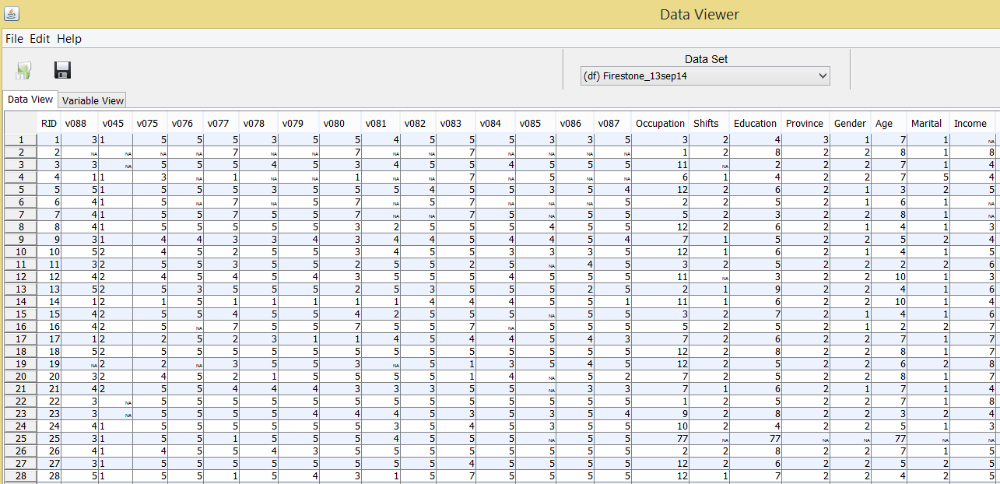 Data Viewer
File Edit Help
Data Set
(df) Firestone_13sep14
Data View Variable View
RID v088 v045 v075 v076 v077 v078 v079 v080 v081 v082 v083 v084 v085 v086 v087 Occupation Shifts Education Province Gender Age Marital Income
1 1 3 1 5 5 5 3 5 5 4 5 5 5 3 3 5 3 2 4 3 1 7 1 NA
2 2 NA NA NA NA 7 NA NA 7 NA NA 7 NA NA NA NA 1 2 8 2 2 8 1 8
3 3 3 NA 5 5 5 4 5 3 4 5 5 4 5 5 5 11 NA 2 2 2 7 1 4
4 4 1 1 3 NA 1 NA NA 1 NA NA 7 NA 5 NA NA 6 1 4 2 2 7 5 4
5 5 5 1 5 5 5 3 5 5 5 4 5 5 3 5 4 12 2 6 2 1 3 2 5
6 6 4 1 5 NA 7 NA 5 7 NA 5 7 NA NA NA 5 2 2 5 2 1 6 1 NA
7 7 4 1 5 5 7 5 5 7 NA NA 7 5 5 5 5 5 2 3 2 2 8 1 NA
8 8 4 1 5 5 5 5 5 3 2 5 5 5 4 5 5 12 2 6 2 1 4 1 3
9 9 3 1 4 4 3 3 4 3 4 4 5 4 4 5 4 7 1 5 2 2 5 2 4
10 10 5 2 4 5 2 5 5 3 4 5 5 3 3 3 5 12 1 6 2 1 4 1 5
11 11 3 2 5 5 3 5 5 2 5 5 2 5 NA 4 5 3 2 5 2 2 2 2 6
12 12 4 2 4 5 4 5 4 3 5 5 5 4 5 5 5 11 NA 3 2 2 10 1 3
13 13 5 2 5 3 5 5 5 2 5 3 5 5 5 2 5 2 1 9 2 2 4 1 6
14 14 1 2 1 5 1 1 1 1 1 4 4 4 5 5 1 11 1 6 2 2 10 1 4
15 15 4 2 5 5 4 5 5 4 2 5 5 5 NA 5 5 3 2 7 2 1 4 1 6
16 16 4 2 5 NA 7 5 5 7 5 5 7 NA 5 5 5 5 2 5 2 1 2 2 7
17 17 1 2 2 5 2 3 1 1 4 5 4 4 5 4 3 7 2 6 2 2 7 1 7
18 18 5 2 5 5 5 5 5 5 5 5 5 5 5 5 5 12 2 8 2 2 8 1 7
19 19 NA 2 2 NA 3 5 5 3 NA 5 1 3 5 4 5 12 2 5 2 2 6 2 8
20 20 3 2 4 5 2 1 5 5 5 5 1 4 NA 5 5 7 2 5 2 2 8 1 7
21 21 4 2 5 5 4 4 4 3 3 3 5 5 NA 3 3 7 1 6 2 1 7 1 4
22 22 3 NA 5 5 5 5 5 5 5 5 5 5 5 5 5 1 2 5 2 2 7 1 8
23 23 3 NA 5 5 5 5 4 4 4 5 3 5 3 5 4 9 2 8 2 2 3 2 4
24 24 4 1 5 5 5 5 5 5 3 5 4 5 3 5 5 10 2 4 2 2 5 1 3
25 25 3 1 5 5 1 5 5 5 4 5 5 5 NA 5 5 77 NA 77 NA NA 77 NA NA
26 26 4 1 4 5 5 4 3 5 5 5 5 5 5 5 5 2 2 8 2 2 7 1 5
27 27 3 1 5 5 5 5 5 5 5 5 4 5 5 5 5 12 2 6 2 2 5 2 5
28 28 5 1 5 5 1 5 4 3 1 5 7 5 5 5 5 12 1 7 2 2 4 2 5